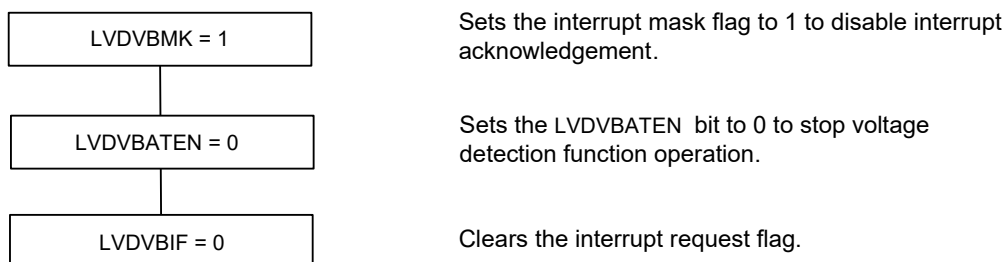 LVDVBMK = 1
Sets the interrupt mask flag to 1 to disable interrupt
acknowledgement.
LVDVBATEN = 0
Sets the LVDVBATEN bit to 0 to stop voltage
detection function operation.
LVDVBIF = 0
Clears the interrupt request flag.